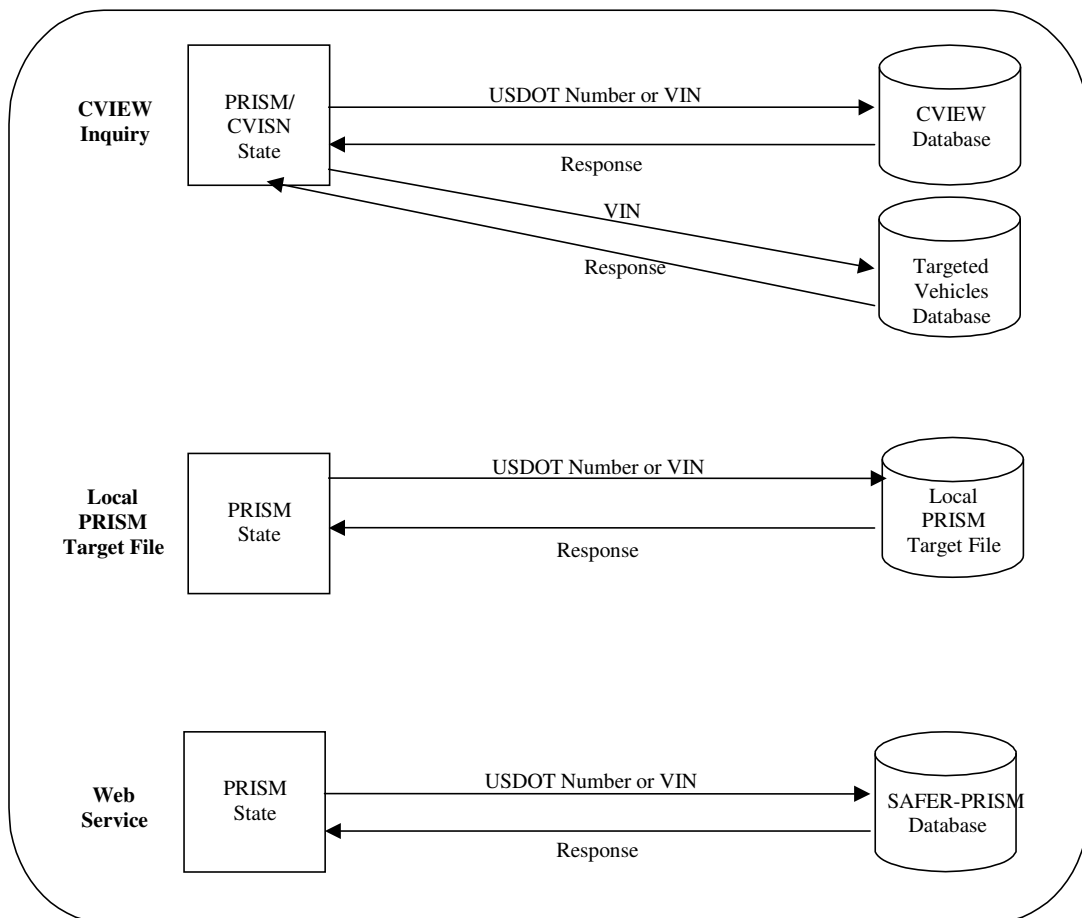 CVIEW
Inquiry
PRISM/
CVISN
State
USDOT Number or VIN
Response
CVIEW
Database
VIN
Response
Targeted
Vehicles
Database
Local
PRISM
Target File
PRISM
State
USDOT Number or VIN
Response
Local
PRISM
Target File
Web
Service
PRISM
State
USDOT Number or VIN
Response
SAFER-PRISM
Database